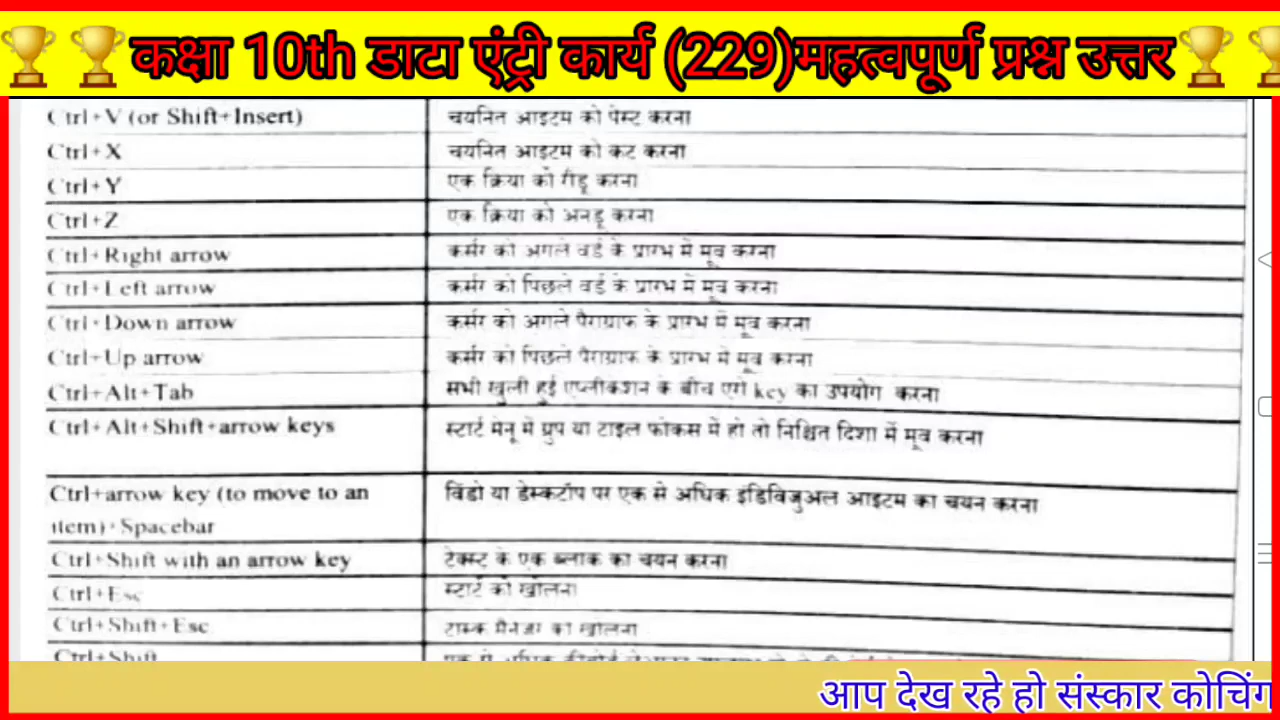 कक्षा 10th डाटा एंट्री कार्य (229)महत्वपूर्ण प्रश्न उत्तर
Ctrl+V (or Shift+Insert) चयनित आइटम को पेस्ट करना
Ctrl+X चयनित आइटम को कट करना
Ctrl+Y एक क्रिया को रीडू करना
Ctrl+Z एक क्रिया को अनडू करना
Ctrl+Right arrow कर्सर को अगले वर्ड के प्रारंभ में मूव करना
Ctrl+Left arrow कर्सर को पिछले वर्ड के प्रारंभ में मूव करना
Ctrl+Down arrow कर्सर को अगले पैराग्राफ के प्रारंभ में मूव करना
Ctrl+Up arrow कर्सर को पिछले पैराग्राफ के प्रारंभ में मूव करना
Ctrl+Alt+Tab सभी खुली हुई एप्लीकेशन के बीच एरो key का उपयोग करना
Ctrl+Alt+Shift+arrow keys स्टार्ट मेनू में ग्रुप या टाइल फोकस में हो तो निश्चित दिशा में मूव करना
Ctrl+arrow key (to move to an विंडो या डेस्कटॉप पर एक से अधिक इंडिविजुअल आइटम का चयन करना
item)+Spacebar
Ctrl+Shift with an arrow key टेक्स्ट के एक ब्लाक का चयन करना
Ctrl+Esc स्टार्ट को खोलना
Ctrl+Shift+Esc टास्क मैनेजर को खोलना
Ctrl+Shift
आप देख रहे हो संस्कार कोचिंग